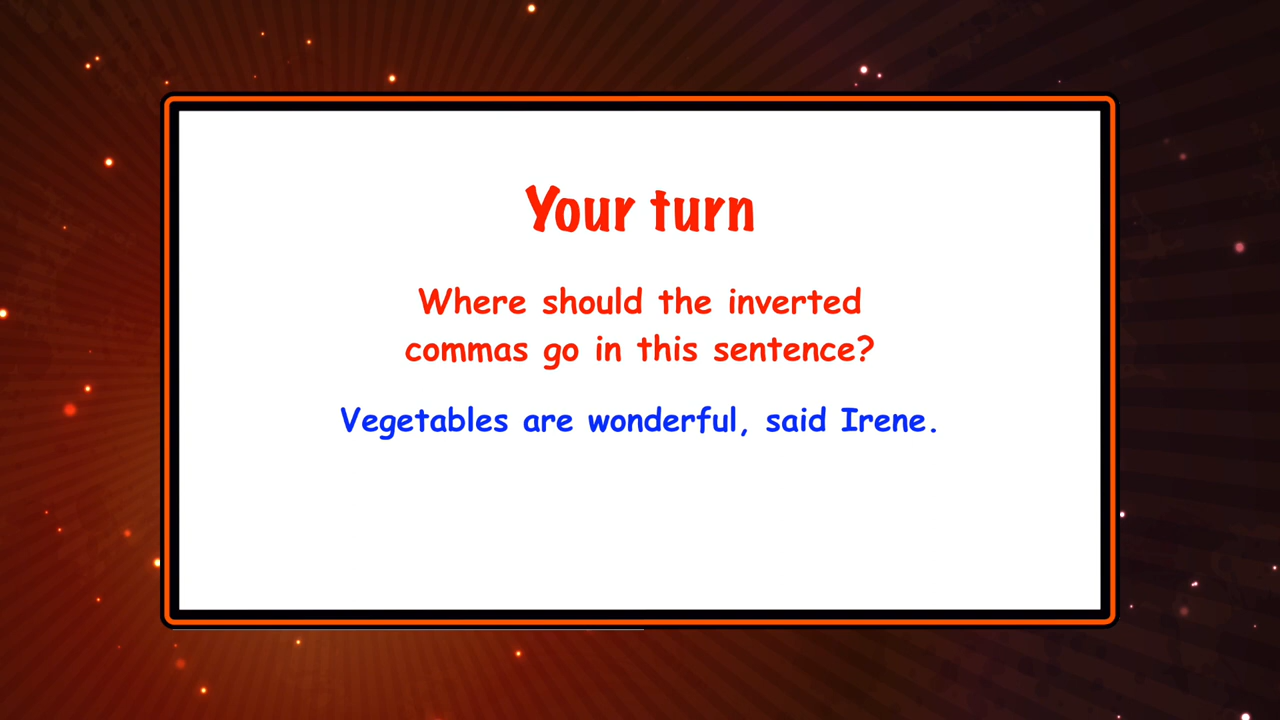 Your turn
Where should the inverted
commas go in this sentence?
Vegetables are wonderful, said Irene.